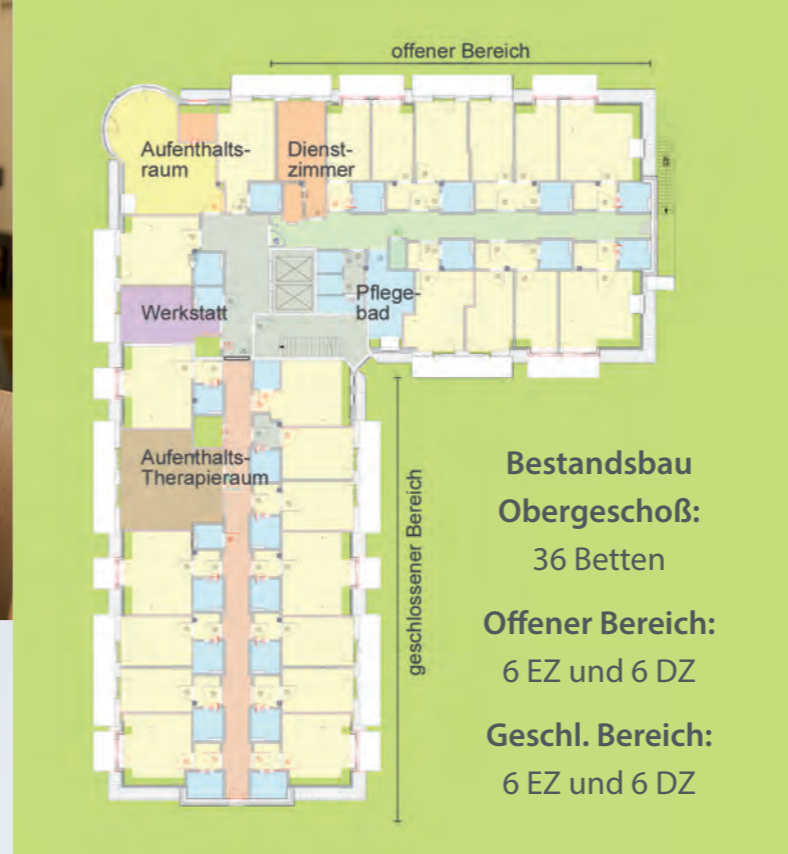 offener Bereich
Aufenthalts-
raum
Dienst-
zimmer
Werkstatt
Pflege-
bad
Aufenthalts-
Therapieraum
geschlossener Bereich
Bestandsbau
Obergeschoß:
36 Betten
Offener Bereich:
6 EZ und 6 DZ
Geschl. Bereich:
6 EZ und 6 DZ